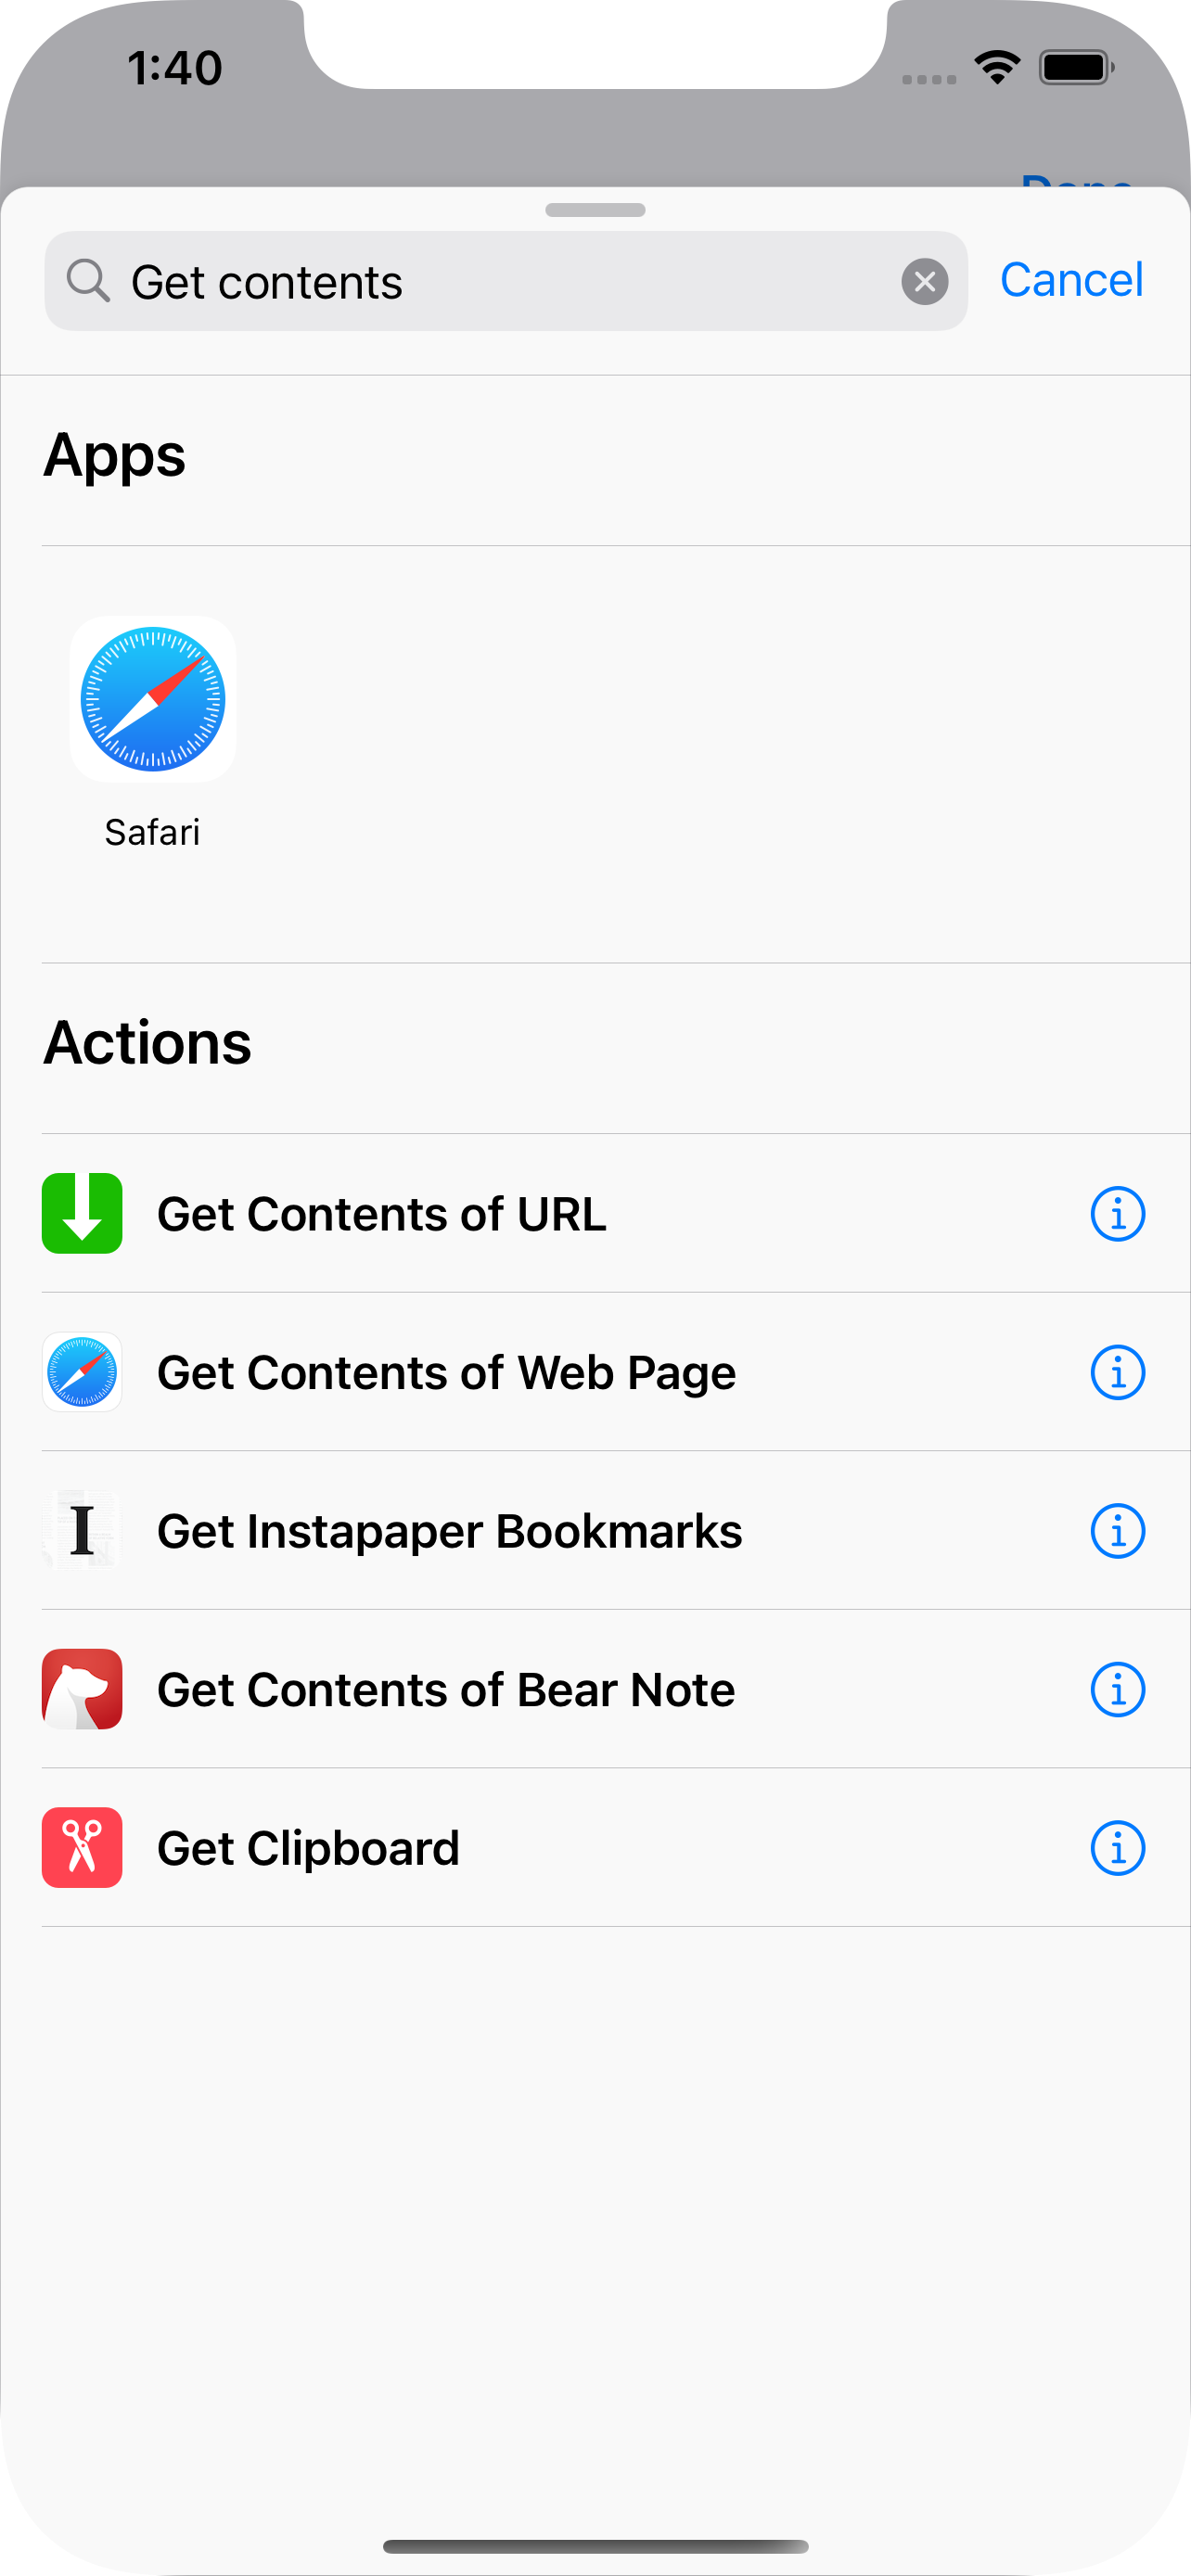 1:40
Done
Get contents
Cancel
Apps
Safari
Actions
Get Contents of URL
Get Contents of Web Page
I
Get Instapaper Bookmarks
Get Contents of Bear Note
Get Clipboard